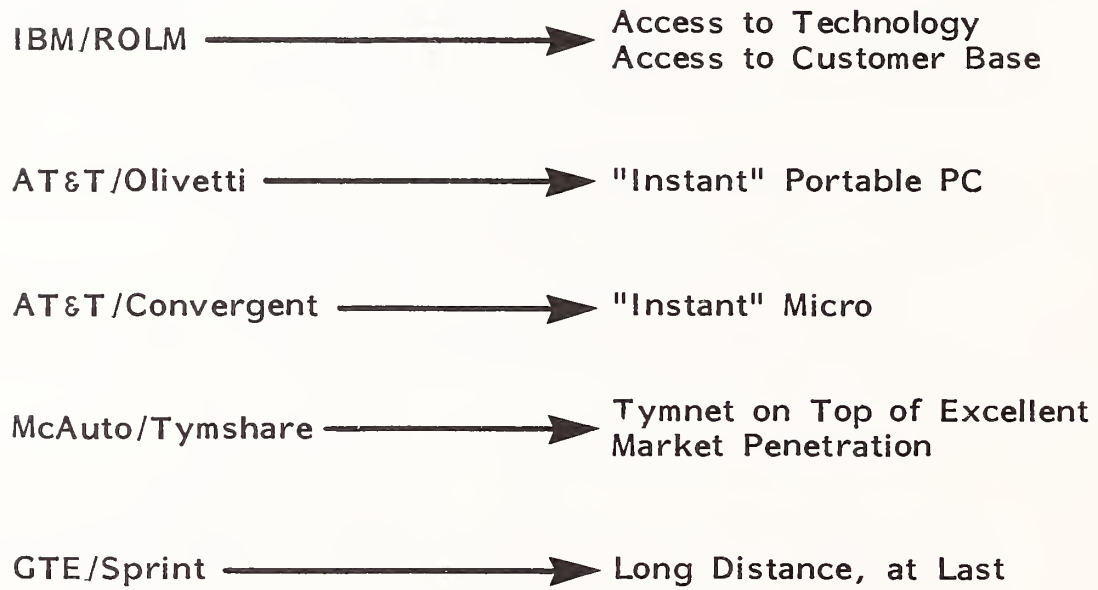 IBM/ROLM
Access to Technology
Access to Customer Base
AT&T/Olivetti
"Instant" Portable PC
AT&T/Convergent
"Instant" Micro
McAuto/Tymshare
Tymnet on Top of Excellent
Market Penetration
GTE/Sprint
Long Distance, at Last